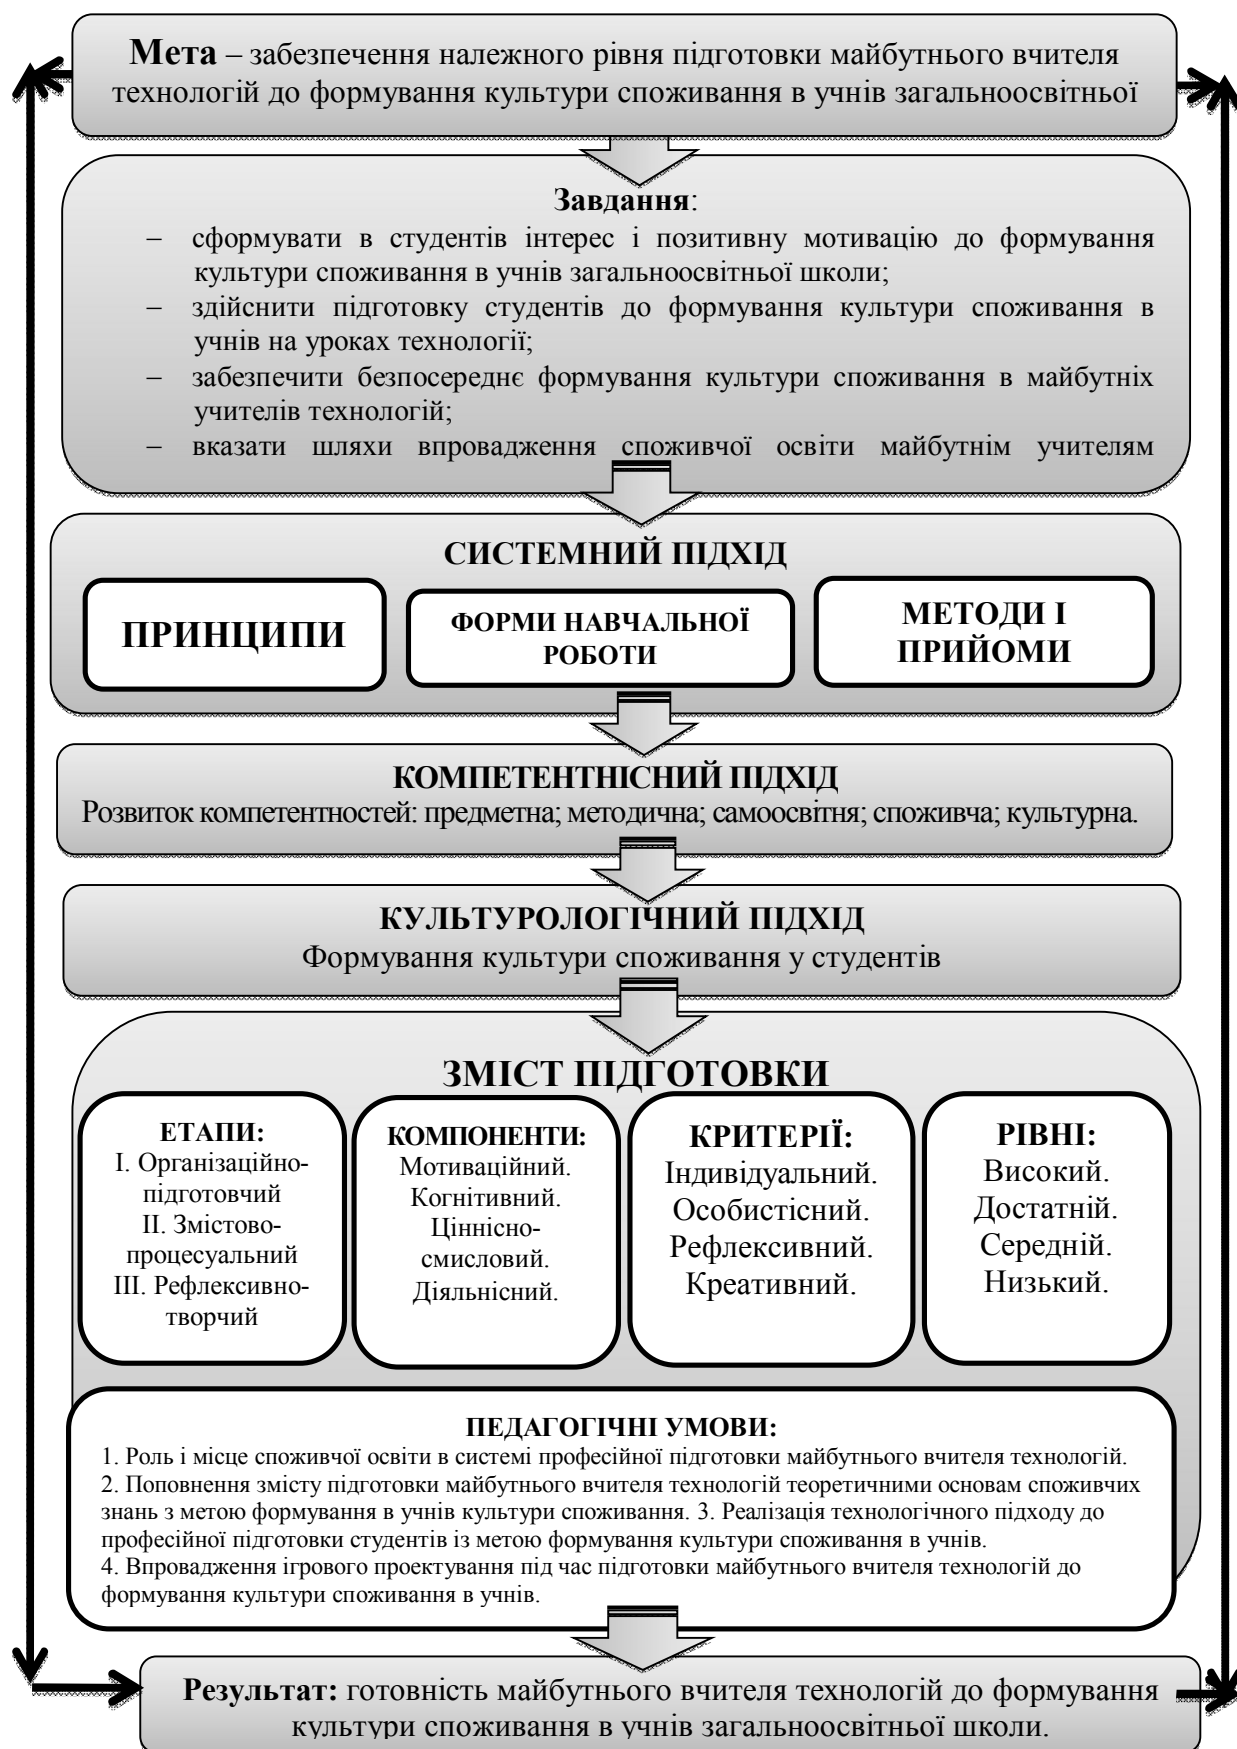 Мета – забезпечення належного рівня підготовки майбутнього вчителя
технологій до формування культури споживання в учнів загальноосвітньої
Завдання:
– сформувати в студентів інтерес і позитивну мотивацію до формування
культури споживання в учнів загальноосвітньої школи;
– здійснити підготовку студентів до формування культури споживання в
учнів на уроках технології;
– забезпечити безпосереднє формування культури споживання в майбутніх
учителів технологій;
– вказати шляхи впровадження споживчої освіти майбутнім учителям
СИСТЕМНИЙ ПІДХІД
ПРИНЦИПИ
ФОРМИ НАВЧАЛЬНОЇ
РОБОТИ
МЕТОДИ І
ПРИЙОМИ
КОМПЕТЕНТНІСНИЙ ПІДХІД
Розвиток компетентностей: предметна; методична; самоосвітня; споживча; культурна.
КУЛЬТУРОЛОГІЧНИЙ ПІДХІД
Формування культури споживання у студентів
ЗМІСТ ПІДГОТОВКИ
ЕТАПИ:
І. Організаційно-
підготовчий
ІІ. Змістово-
процесуальний
ІІІ. Рефлексивно-
творчий
КОМПОНЕНТИ:
Мотиваційний.
Когнітивний.
Ціннісно-
смисловий.
Діяльнісний.
КРИТЕРІЇ:
Індивідуальний.
Особистісний.
Рефлексивний.
Креативний.
РІВНІ:
Високий.
Достатній.
Середній.
Низький.
ПЕДАГОГІЧНІ УМОВИ:
1. Роль і місце споживчої освіти в системі професійної підготовки майбутнього вчителя технологій.
2. Поповнення змісту підготовки майбутнього вчителя технологій теоретичними основам споживчих
знань з метою формування в учнів культури споживання. 3. Реалізація технологічного підходу до
професійної підготовки студентів із метою формування культури споживання в учнів.
4. Впровадження ігрового проектування під час підготовки майбутнього вчителя технологій до
формування культури споживання в учнів.
Результат: готовність майбутнього вчителя технологій до формування
культури споживання в учнів загальноосвітньої школи.